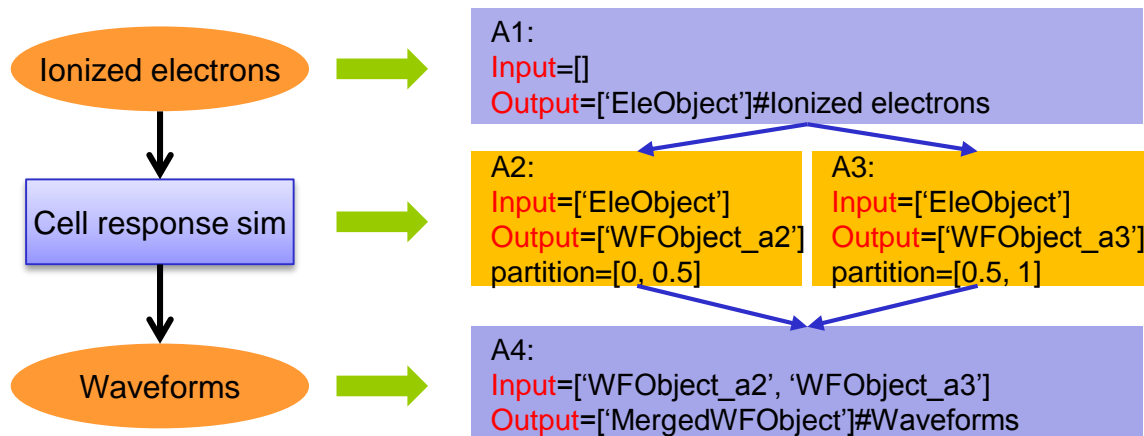 Ionized electrons
A1:
Input=[]
Output=[‘EleObject’]#Ionized electrons
Cell response sim
A2:
Input=[‘EleObject’]
Output=[‘WFObject_a2’]
partition=[0, 0.5]
A3:
Input=[‘EleObject’]
Output=[‘WFObject_a3’]
partition=[0.5, 1]
Waveforms
A4:
Input=[‘WFObject_a2’, ‘WFObject_a3’]
Output=[‘MergedWFObject’]#Waveforms